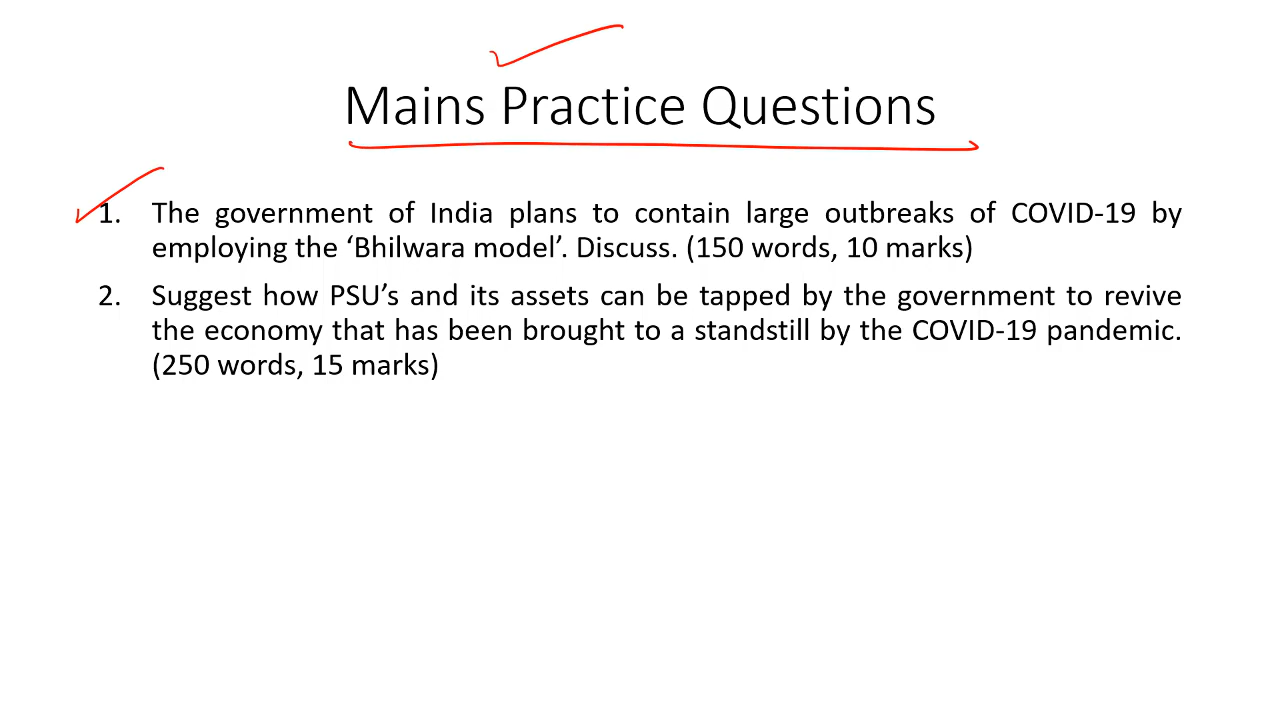 Mains Practice Questions
1. The government of India plans to contain large outbreaks of COVID-19 by
employing the ‘Bhilwara model’. Discuss. (150 words, 10 marks)
2. Suggest how PSU’s and its assets can be tapped by the government to revive
the economy that has been brought to a standstill by the COVID-19 pandemic.
(250 words, 15 marks)